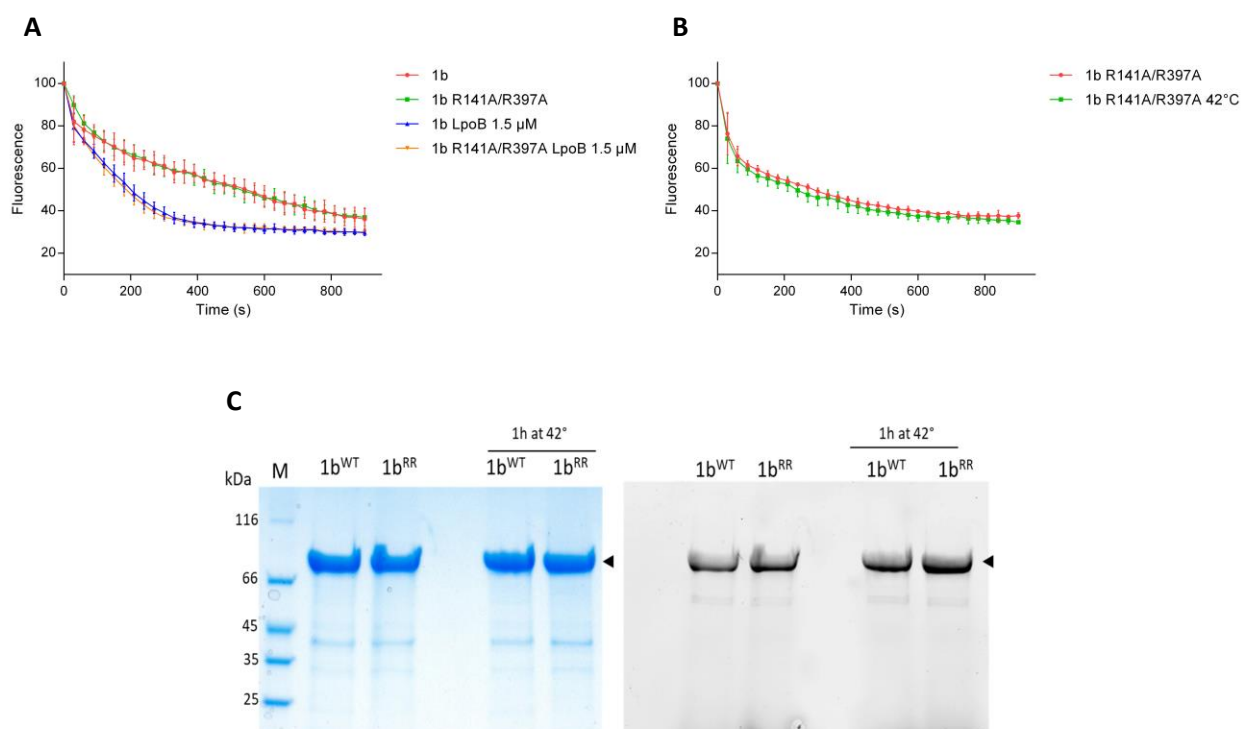 A
100
80
60
40
20
Fluorescence
0 200 400 600 800
Time (s)
1b
1b R141A/R397A
1b LpoB 1.5 µM
1b R141A/R397A LpoB 1.5 µM
B
100
80
60
40
20
Fluorescence
0 200 400 600 800
Time (s)
1b R141A/R397A
1b R141A/R397A 42°C
C
1h at 42°
kDa M 1bWT 1bRR 1bWT 1bRR
116
66
45
35
25
1h at 42°
1bWT 1bRR 1bWT 1bRR